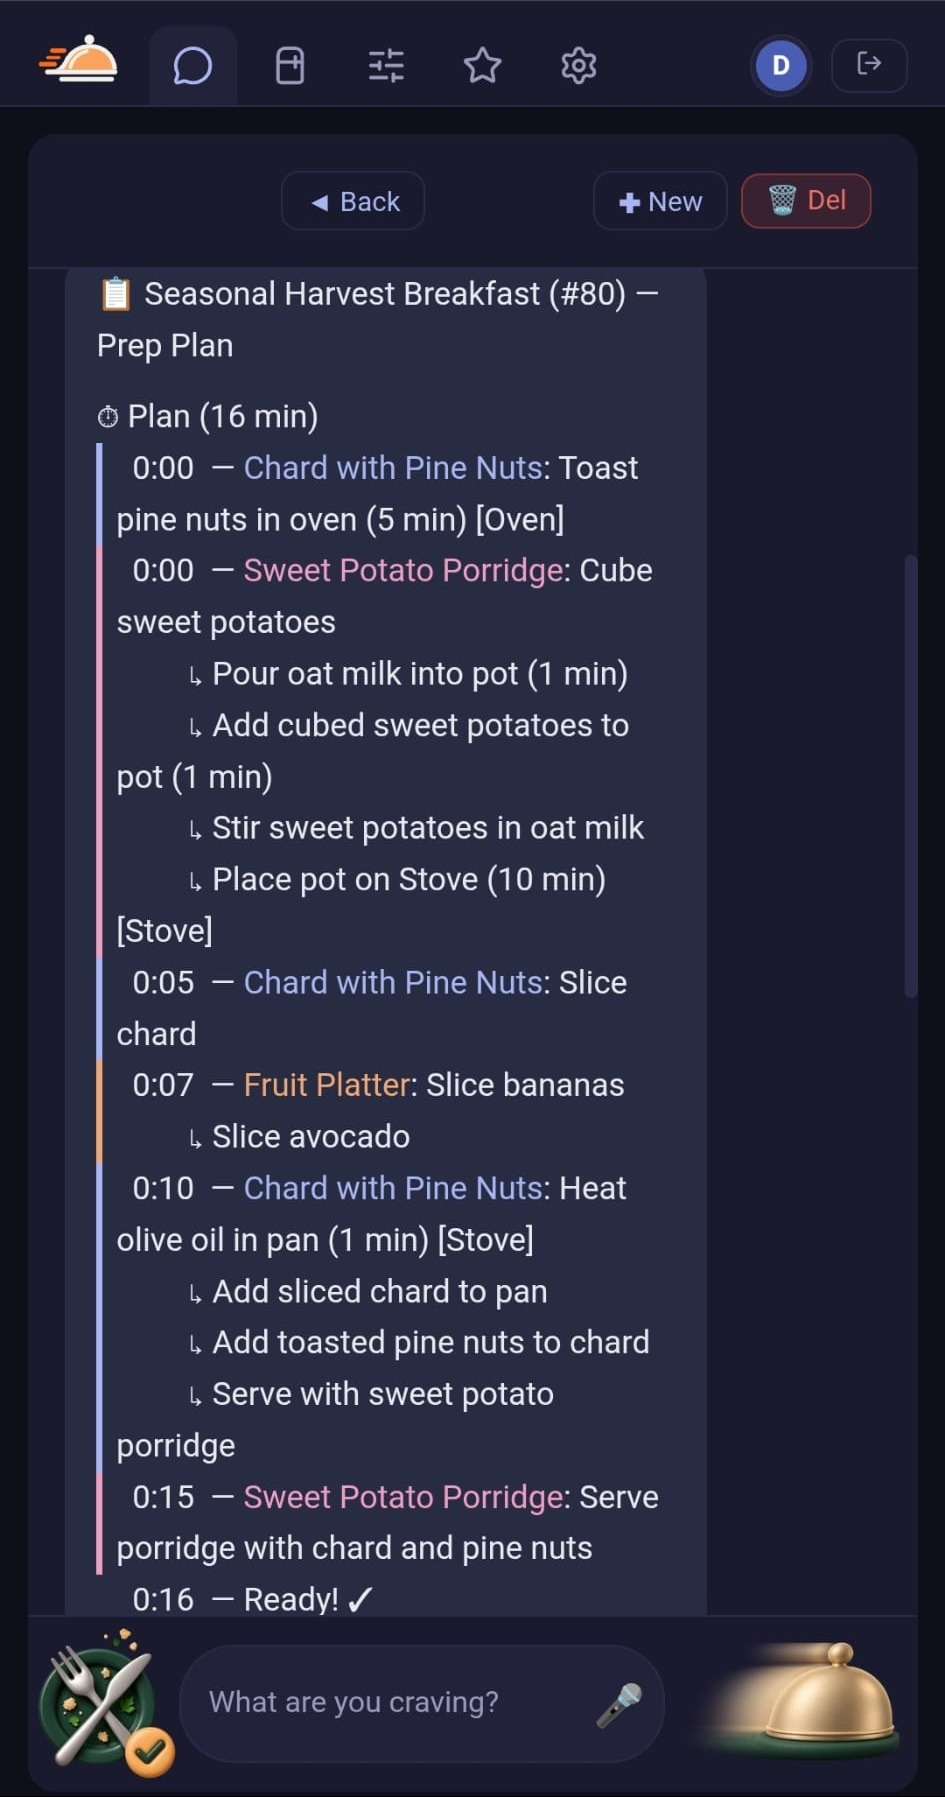 D
◄ Back
✚ New
🗑️ Del
📋 Seasonal Harvest Breakfast (#80) —
Prep Plan
⏱ Plan (16 min)
0:00 — Chard with Pine Nuts: Toast
pine nuts in oven (5 min) [Oven]
0:00 — Sweet Potato Porridge: Cube
sweet potatoes
↳ Pour oat milk into pot (1 min)
↳ Add cubed sweet potatoes to
pot (1 min)
↳ Stir sweet potatoes in oat milk
↳ Place pot on Stove (10 min)
[Stove]
0:05 — Chard with Pine Nuts: Slice
chard
0:07 — Fruit Platter: Slice bananas
↳ Slice avocado
0:10 — Chard with Pine Nuts: Heat
olive oil in pan (1 min) [Stove]
↳ Add sliced chard to pan
↳ Add toasted pine nuts to chard
↳ Serve with sweet potato
porridge
0:15 — Sweet Potato Porridge: Serve
porridge with chard and pine nuts
0:16 — Ready! ✓
What are you craving?